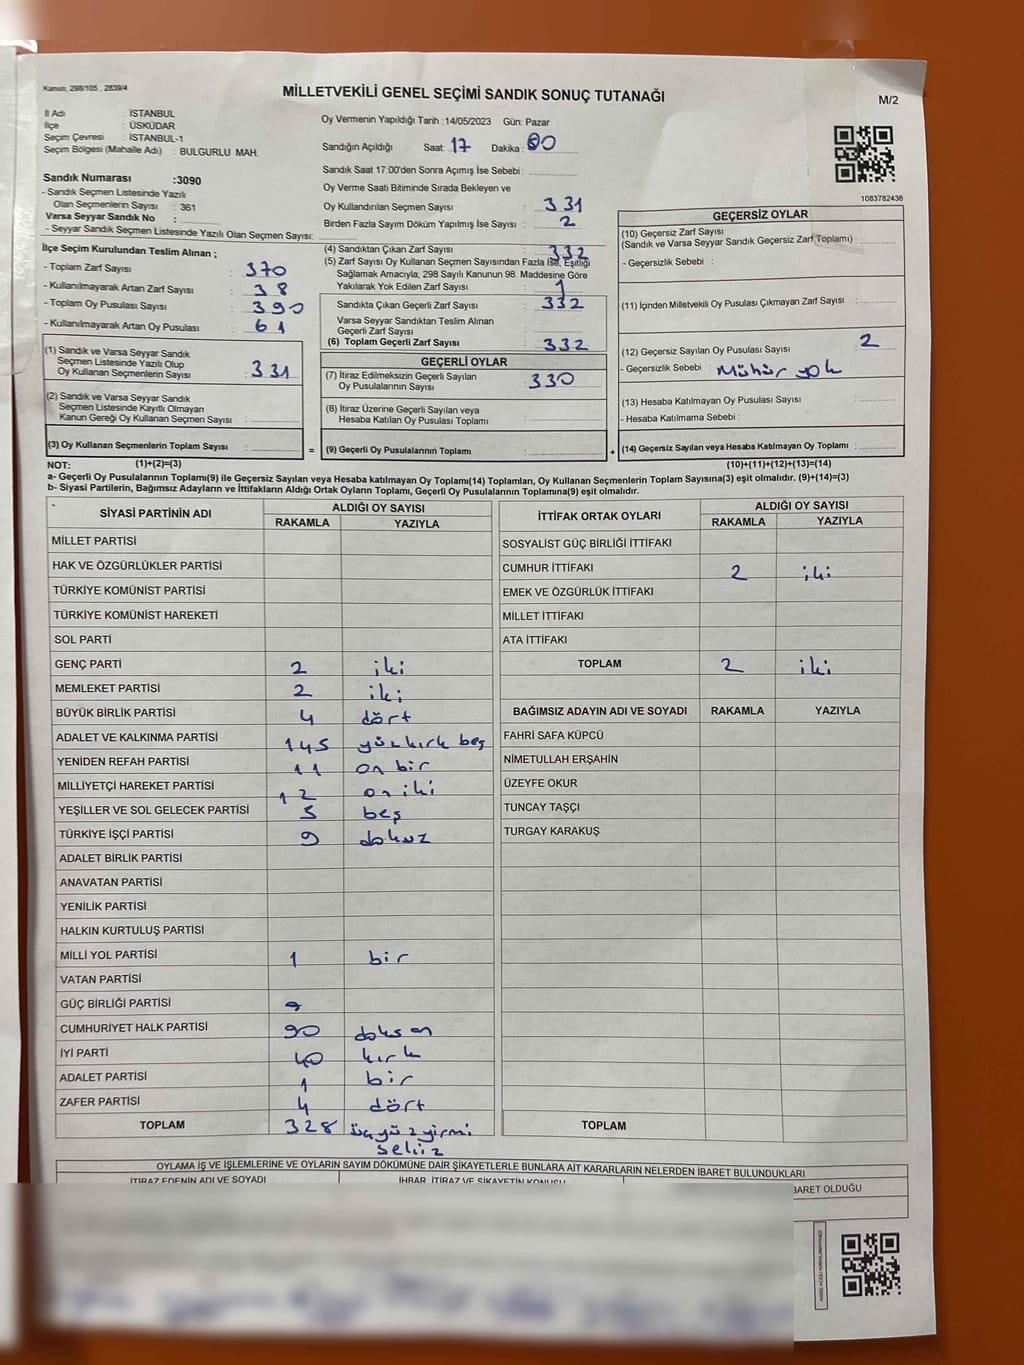 Kanun, 298/105 , 2839/4
MİLLETVEKİLİ GENEL SEÇİMİ SANDIK SONUÇ TUTANAĞI
M/2
İl Adı : İSTANBUL
İlçe : ÜSKÜDAR
Seçim Çevresi : İSTANBUL-1
Seçim Bölgesi (Mahalle Adı) : BULGURLU MAH.
Oy Vermenin Yapıldığı Tarih :14/05/2023 Gün: Pazar
Sandığın Açıldığı Saat: 17 Dakika: 00
Sandık Saat 17:00'den Sonra Açımış İse Sebebi:
Oy Verme Saati Bitiminde Sırada Bekleyen ve
Oy Kullandırılan Seçmen Sayısı : 331
Birden Fazla Sayım Döküm Yapılmış İse Sayısı : 2
Sandık Numarası :3090
- Sandık Seçmen Listesinde Yazılı
Olan Seçmenlerin Sayısı : 361
Varsa Seyyar Sandık No :
- Seyyar Sandık Seçmen Listesinde Yazılı Olan Seçmen Sayısı:
İlçe Seçim Kurulundan Teslim Alınan ;
- Toplam Zarf Sayısı : 370
- Kullanılmayarak Artan Zarf Sayısı : 38
- Toplam Oy Pusulası Sayısı : 390
- Kullanılmayarak Artan Oy Pusulası : 61
(1) Sandık ve Varsa Seyyar Sandık
Seçmen Listesinde Yazılı Olup
Oy Kullanan Seçmenlerin Sayısı : 331
(2) Sandık ve Varsa Seyyar Sandık
Seçmen Listesinde Kayıtlı Olmayan
Kanun Gereği Oy Kullanan Seçmen Sayısı :
(3) Oy Kullanan Seçmenlerin Toplam Sayısı :
(1)+(2)=(3)
(4) Sandıktan Çıkan Zarf Sayısı : 332
(5) Zarf Sayısı Oy Kullanan Seçmen Sayısından Fazla İse, Eşitliği
Sağlamak Amacıyla, 298 Sayılı Kanunun 98. Maddesine Göre
Yakılarak Yok Edilen Zarf Sayısı : 1
Sandıkta Çıkan Geçerli Zarf Sayısı : 332
Varsa Seyyar Sandıktan Teslim Alınan
Geçerli Zarf Sayısı :
(6) Toplam Geçerli Zarf Sayısı : 332
GEÇERLİ OYLAR
(7) İtiraz Edilmeksizin Geçerli Sayılan
Oy Pusulalarının Sayısı : 330
(8) İtiraz Üzerine Geçerli Sayılan veya
Hesaba Katılan Oy Pusulası Toplamı :
= (9) Geçerli Oy Pusulalarının Toplamı :
1083782436
GEÇERSİZ OYLAR
(10) Geçersiz Zarf Sayısı
(Sandık ve Varsa Seyyar Sandık Geçersiz Zarf Toplamı) :
- Geçersizlik Sebebi :
(11) İçinden Milletvekili Oy Pusulası Çıkmayan Zarf Sayısı :
(12) Geçersiz Sayılan Oy Pusulası Sayısı : 2
- Geçersizlik Sebebi : Mühür yok
(13) Hesaba Katılmayan Oy Pusulası Sayısı :
- Hesaba Katılmama Sebebi :
+ (14) Geçersiz Sayılan veya Hesaba Katılmayan Oy Toplamı :
(10)+(11)+(12)+(13)=(14)
NOT:
a- Geçerli Oy Pusulalarının Toplamı(9) ile Geçersiz Sayılan veya Hesaba katılmayan Oy Toplamı(14) Toplamları, Oy Kullanan Seçmenlerin Toplam Sayısına(3) eşit olmalıdır. (9)+(14)=(3)
b- Siyasi Partilerin, Bağımsız Adayların ve İttifakların Aldığı Ortak Oyların Toplamı, Geçerli Oy Pusulalarının Toplamına(9) eşit olmalıdır.
SİYASİ PARTİNİN ADI ALDIĞI OY SAYISI
RAKAMLA YAZIYLA
MİLLET PARTİSİ
HAK VE ÖZGÜRLÜKLER PARTİSİ
TÜRKİYE KOMÜNİST PARTİSİ
TÜRKİYE KOMÜNİST HAREKETİ
SOL PARTİ
GENÇ PARTİ 2 iki
MEMLEKET PARTİSİ 2 iki
BÜYÜK BİRLİK PARTİSİ 4 dört
ADALET VE KALKINMA PARTİSİ 145 yüzkırk beş
YENİDEN REFAH PARTİSİ 11 on bir
MİLLİYETÇİ HAREKET PARTİSİ 12 on iki
YEŞİLLER VE SOL GELECEK PARTİSİ 5 beş
TÜRKİYE İŞÇİ PARTİSİ 9 dokuz
ADALET BİRLİK PARTİSİ
ANAVATAN PARTİSİ
YENİLİK PARTİSİ
HALKIN KURTULUŞ PARTİSİ
MİLLİ YOL PARTİSİ 1 bir
VATAN PARTİSİ
GÜÇ BİRLİĞİ PARTİSİ
CUMHURİYET HALK PARTİSİ 90 doksan
İYİ PARTİ 40 kırk
ADALET PARTİSİ 1 bir
ZAFER PARTİSİ 4 dört
TOPLAM 328 üçyüzyirmi
sekiz
İTTİFAK ORTAK OYLARI ALDIĞI OY SAYISI
RAKAMLA YAZIYLA
SOSYALİST GÜÇ BİRLİĞİ İTTİFAKI
CUMHUR İTTİFAKI 2 iki
EMEK VE ÖZGÜRLÜK İTTİFAKI
MİLLET İTTİFAKI
ATA İTTİFAKI
TOPLAM 2 iki
BAĞIMSIZ ADAYIN ADI VE SOYADI RAKAMLA YAZIYLA
FAHRİ SAFA KÜPCÜ
NİMETULLAH ERŞAHİN
ÜZEYFE OKUR
TUNCAY TAŞÇI
TURGAY KARAKUŞ
TOPLAM
OYLAMA İŞ VE İŞLEMLERİNE VE OYLARIN SAYIM DÖKÜMÜNE DAİR ŞİKAYETLERLE BUNLARA AİT KARARLARIN NELERDEN İBARET BULUNDUKLARI
İTİRAZ EDENİN ADI VE SOYADI İHBAR, İTİRAZ VE ŞİKAYETİN KONUSU BARET OLDUĞU